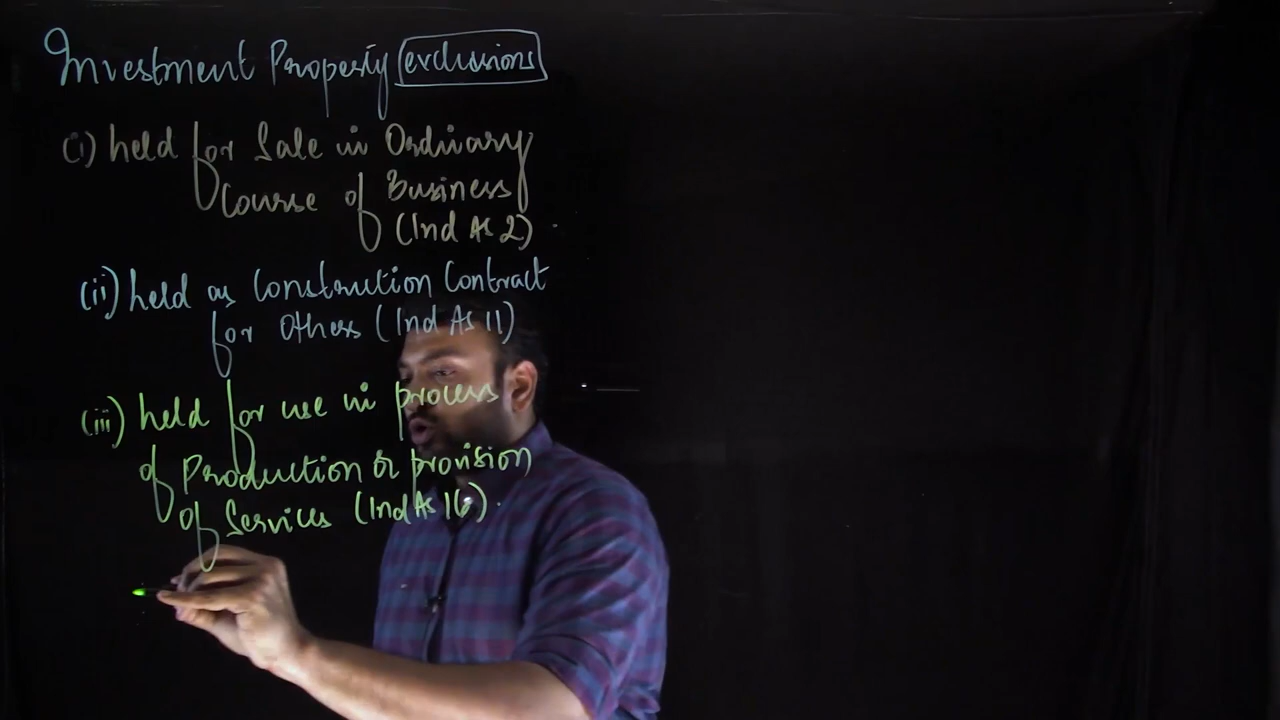 Investment Property exclusions
(i) held for Sale in Ordinary
Course of Business
(Ind As 2)
(ii) held as Construction Contract
for Others (Ind As 11)
(iii) held for use in process
of Production or provision
of Services (Ind As 16).